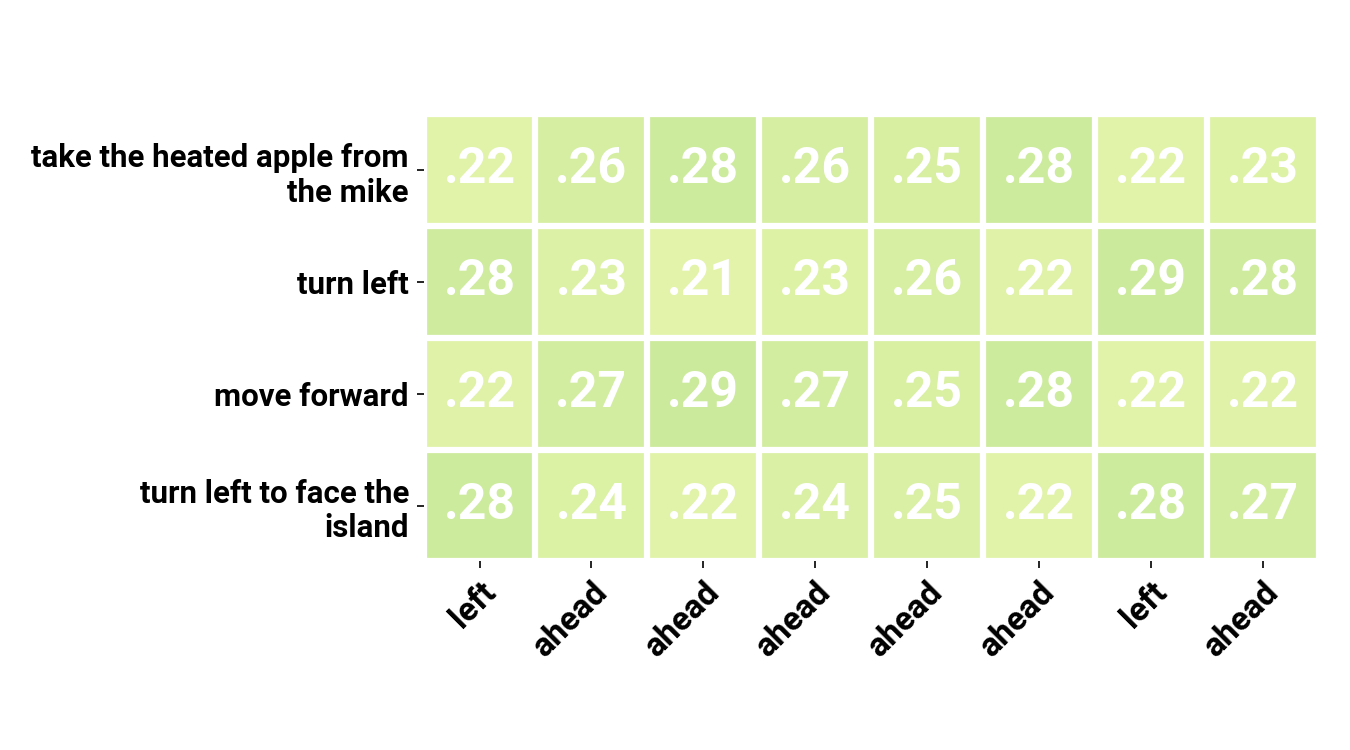 take the heated apple from
the mike
.22 .26 .28 .26 .25 .28 .22 .23
turn left
.28 .23 .21 .23 .26 .22 .29 .28
move forward
.22 .27 .29 .27 .25 .28 .22 .22
turn left to face the
island
.28 .24 .22 .24 .25 .22 .28 .27
left ahead ahead ahead ahead ahead left ahead